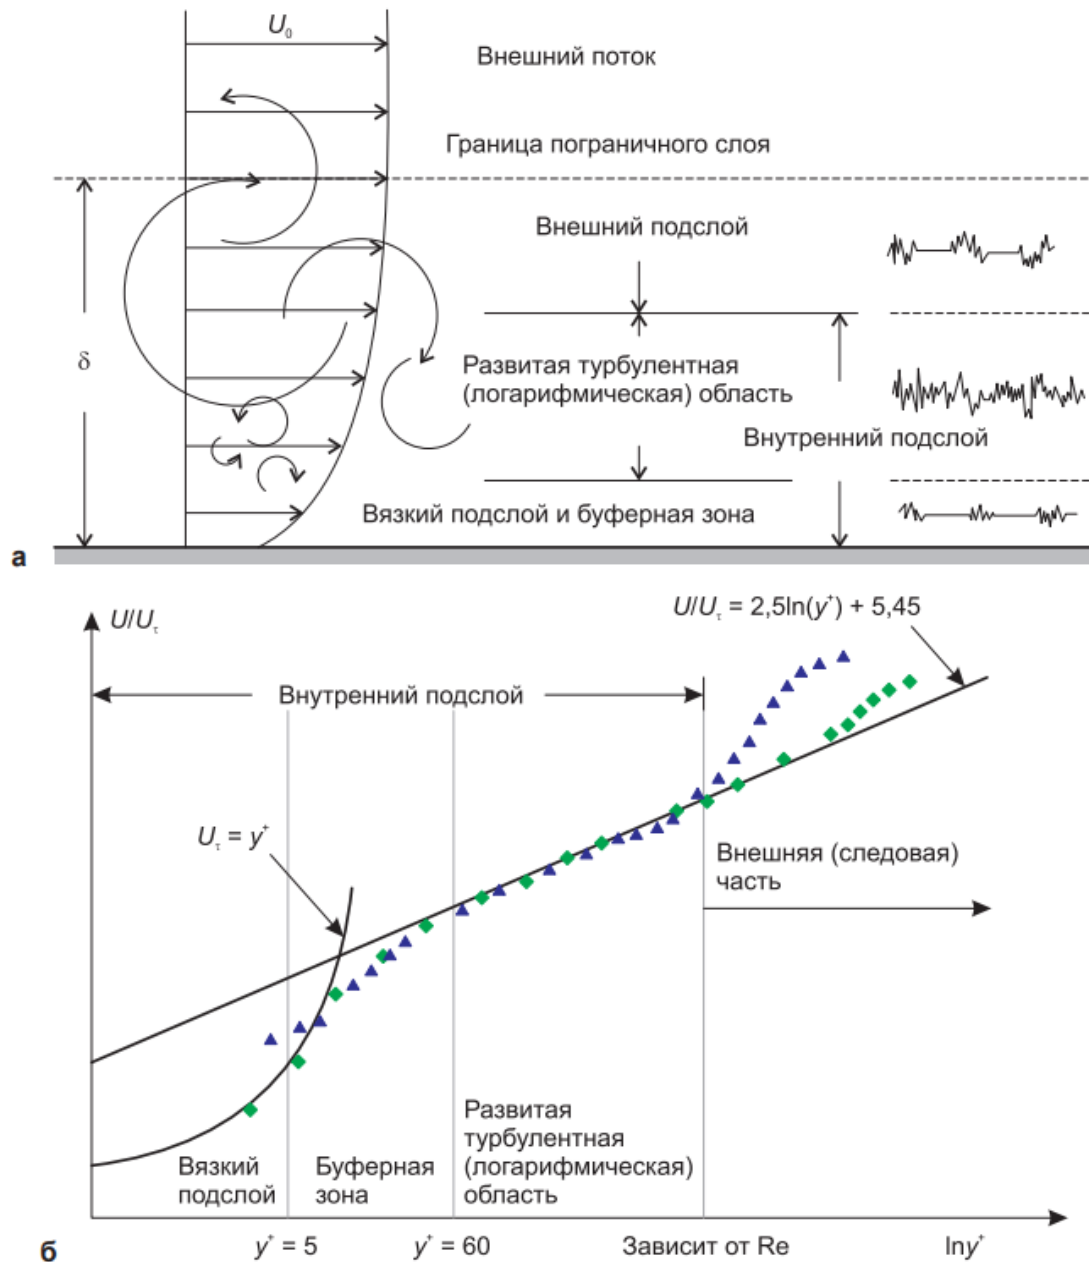 U₀
Внешний поток
Граница пограничного слоя
Внешний подслой
δ
Развитая турбулентная
(логарифмическая) область
Внутренний подслой
Вязкий подслой и буферная зона
а
U/Uτ
U/Uτ = 2,5ln(y⁺) + 5,45
Внутренний подслой
Uτ = y⁺
Внешняя (следовая)
часть
Развитая
турбулентная
(логарифмическая)
область
Вязкий
подслой
Буферная
зона
б
y⁺ = 5
y⁺ = 60
Зависит от Re
lny⁺